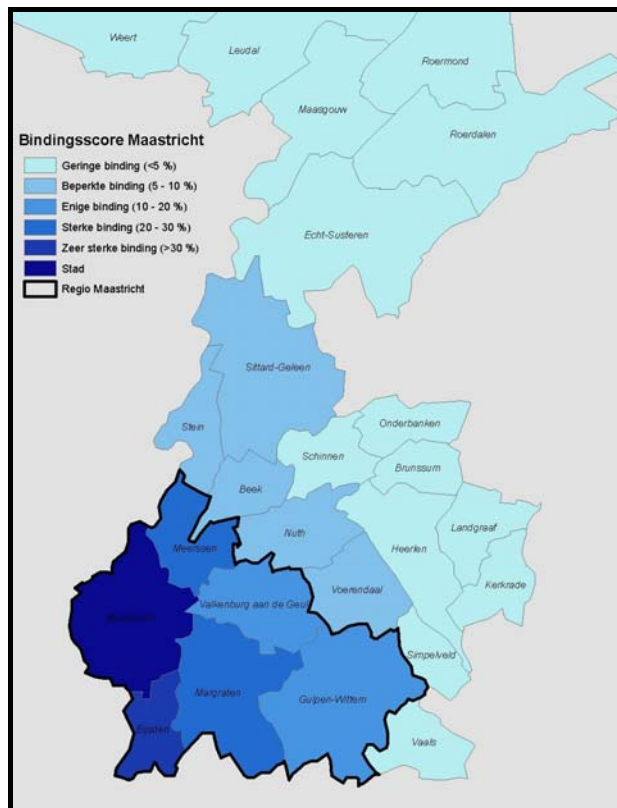 Weert
Leudal
Roermond
Maasgouw
Roerdalen
Bindingsscore Maastricht
Geringe binding (<5 %)
Beperkte binding (5 - 10 %)
Enige binding (10 - 20 %)
Sterke binding (20 - 30 %)
Zeer sterke binding (>30 %)
Stad
Regio Maastricht
Echt-Susteren
Sittard-Geleen
Stein
Onderbanken
Schinnen
Brunssum
Beek
Nuth
Landgraaf
Heerlen
Meerssen
Kerkrade
Voerendaal
Valkenburg aan de Geul
Maastricht
Simpelveld
Margraten
Gulpen-Wittem
Eijsden
Vaals